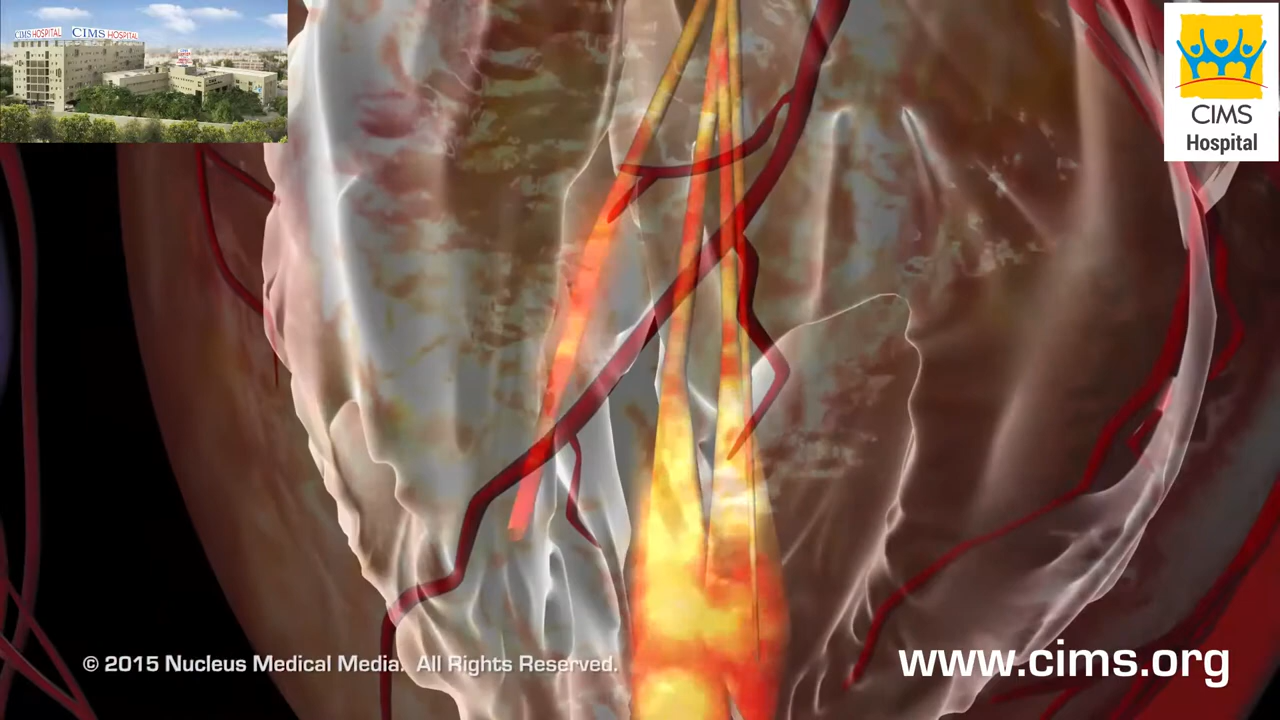 CIMS HOSPITAL CIMS HOSPITAL
CIMS
Hospital
© 2015 Nucleus Medical Media. All Rights Reserved.
www.cims.org